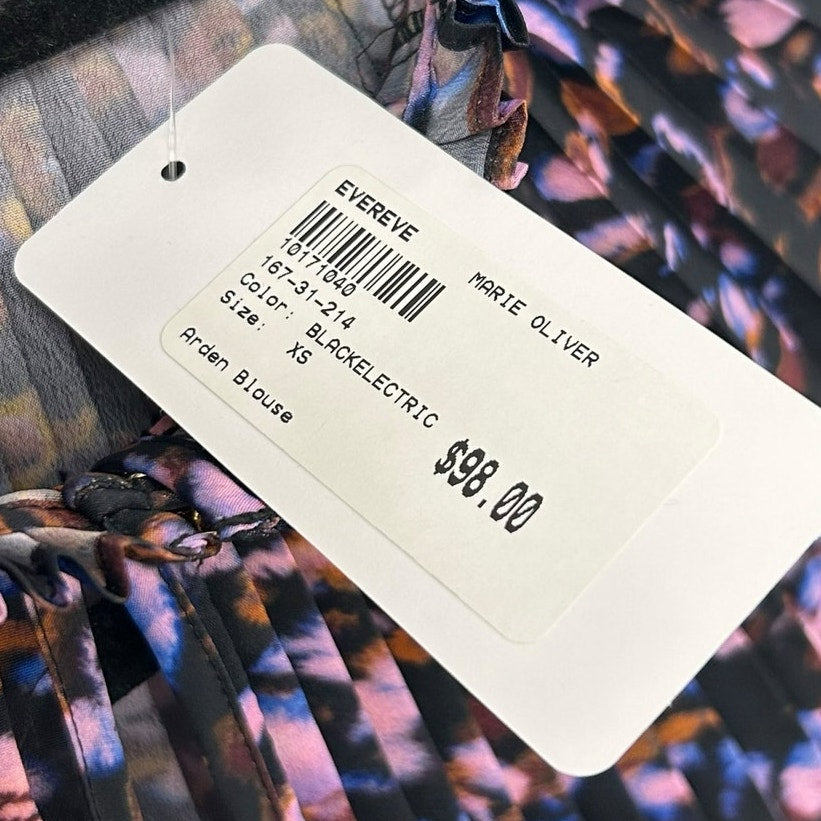 EVEREVE
10171040
MARIE OLIVER
167-31-214
Color: BLACKELECTRIC
Size: XS
Arden Blouse
$98.00